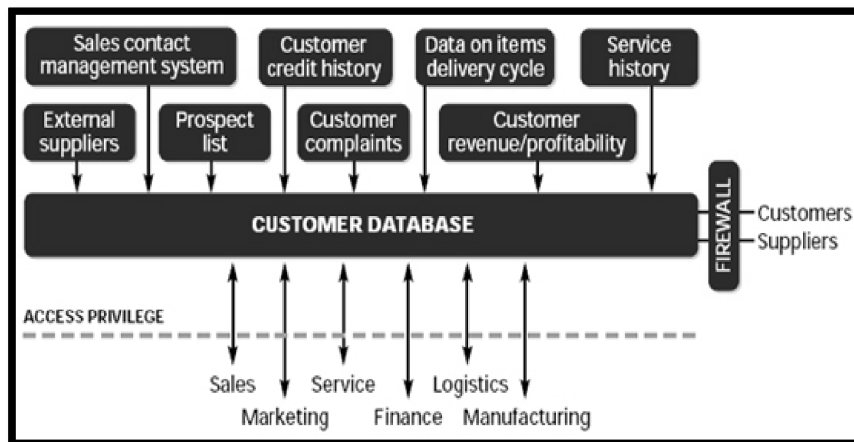 Sales contact
management system
Customer
credit history
Data on items
delivery cycle
Service
history
External
suppliers
Prospect
list
Customer
complaints
Customer
revenue/profitability
CUSTOMER DATABASE
FIREWALL
Customers
Suppliers
ACCESS PRIVILEGE
Sales
Service
Logistics
Marketing
Finance
Manufacturing